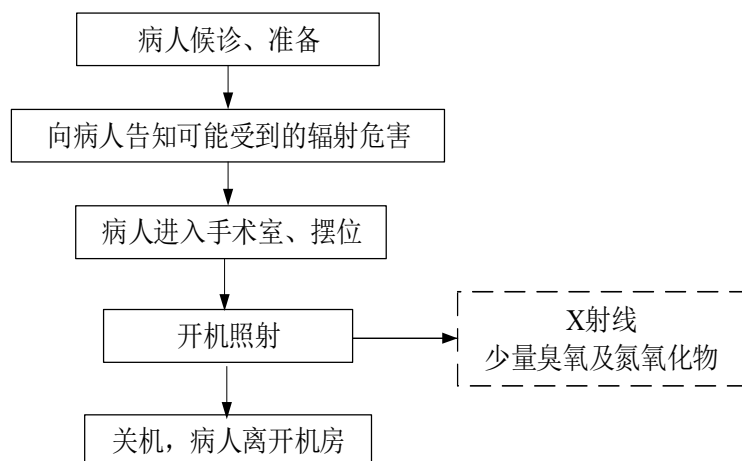 病人候诊、准备
向病人告知可能受到的辐射危害
病人进入手术室、摆位
开机照射
X射线
少量臭氧及氮氧化物
关机，病人离开机房